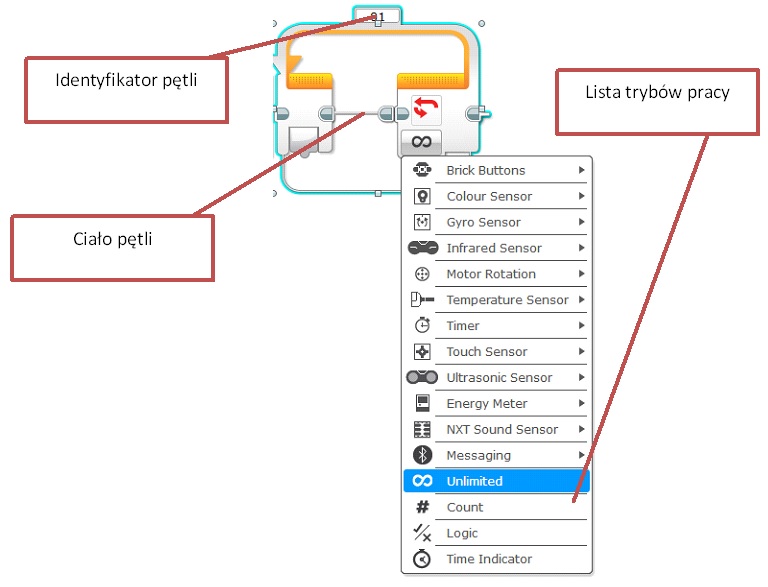 01
Identyfikator pętli
Lista trybów pracy
Ciało pętli
Brick Buttons
Colour Sensor
Gyro Sensor
Infrared Sensor
Motor Rotation
Temperature Sensor
Timer
Touch Sensor
Ultrasonic Sensor
Energy Meter
NXT Sound Sensor
Messaging
Unlimited
# Count
Logic
Time Indicator